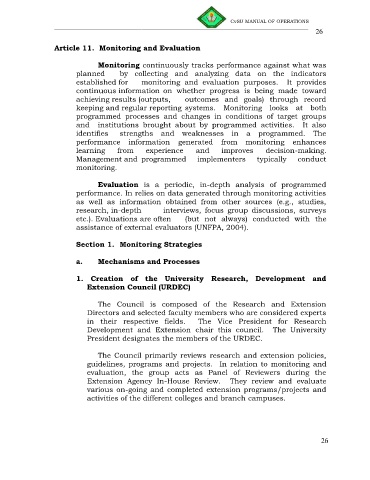 CvSU MANUAL OF OPERATIONS
26
Article 11. Monitoring and Evaluation
Monitoring continuously tracks performance against what was
planned by collecting and analyzing data on the indicators
established for monitoring and evaluation purposes. It provides
continuous information on whether progress is being made toward
achieving results (outputs, outcomes and goals) through record
keeping and regular reporting systems. Monitoring looks at both
programmed processes and changes in conditions of target groups
and institutions brought about by programmed activities. It also
identifies strengths and weaknesses in a programmed. The
performance information generated from monitoring enhances
learning from experience and improves decision-making.
Management and programmed implementers typically conduct
monitoring.
Evaluation is a periodic, in-depth analysis of programmed
performance. In relies on data generated through monitoring activities
as well as information obtained from other sources (e.g., studies,
research, in-depth interviews, focus group discussions, surveys
etc.). Evaluations are often (but not always) conducted with the
assistance of external evaluators (UNFPA, 2004).
Section 1. Monitoring Strategies
a. Mechanisms and Processes
1. Creation of the University Research, Development and
Extension Council (URDEC)
The Council is composed of the Research and Extension
Directors and selected faculty members who are considered experts
in their respective fields. The Vice President for Research
Development and Extension chair this council. The University
President designates the members of the URDEC.
The Council primarily reviews research and extension policies,
guidelines, programs and projects. In relation to monitoring and
evaluation, the group acts as Panel of Reviewers during the
Extension Agency In-House Review. They review and evaluate
various on-going and completed extension programs/projects and
activities of the different colleges and branch campuses.
26